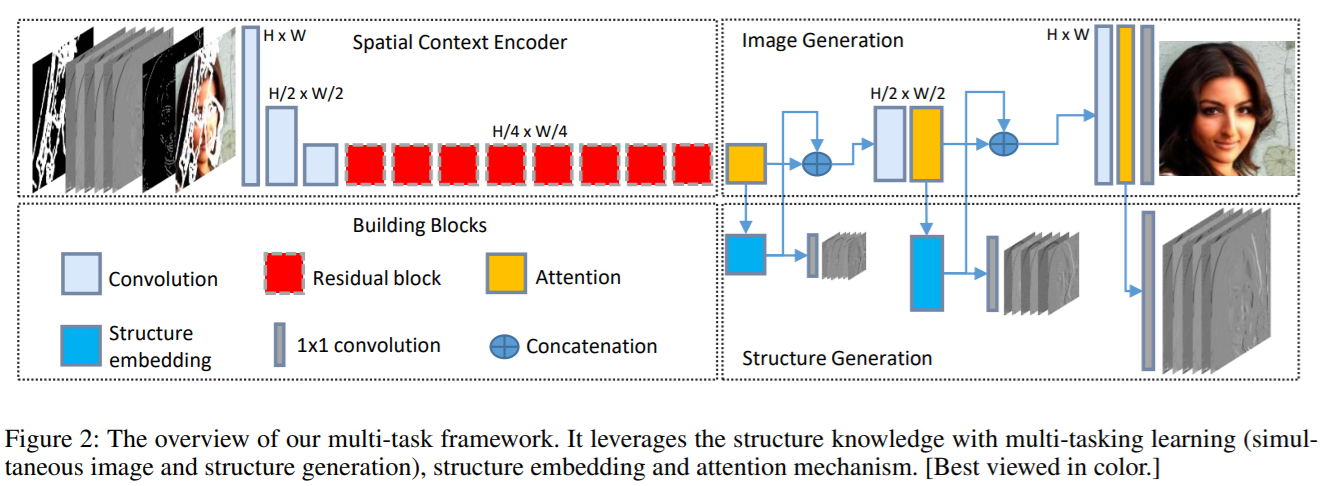 Spatial Context Encoder
H x W
H/2 x W/2
H/4 x W/4
Image Generation
H/2 x W/2
H x W
Building Blocks
Convolution
Residual block
Attention
Structure
embedding
1x1 convolution
Concatenation
Structure Generation
Figure 2: The overview of our multi-task framework. It leverages the structure knowledge with multi-tasking learning (simul-
taneous image and structure generation), structure embedding and attention mechanism. [Best viewed in color.]